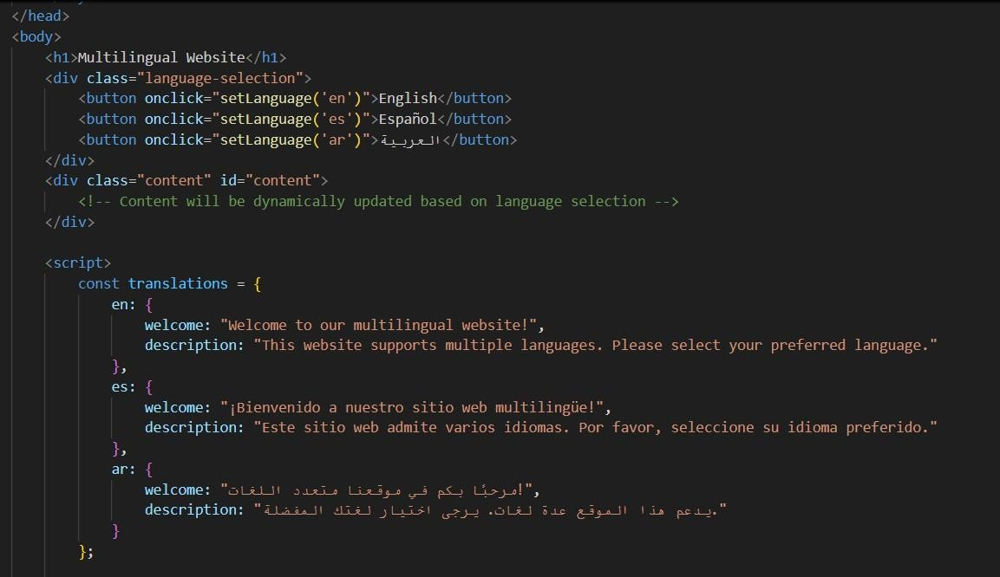 </head>
<body>
<h1>Multilingual Website</h1>
<div class="language-selection">
<button onclick="setLanguage('en')">English</button>
<button onclick="setLanguage('es')">Español</button>
<button onclick="setLanguage('ar')">العربية</button>
</div>
<div class="content" id="content">
<!-- Content will be dynamically updated based on language selection -->
</div>
<script>
const translations = {
en: {
welcome: "Welcome to our multilingual website!",
description: "This website supports multiple languages. Please select your preferred language."
},
es: {
welcome: "¡Bienvenido a nuestro sitio web multilingüe!",
description: "Este sitio web admite varios idiomas. Por favor, seleccione su idioma preferido."
},
ar: {
welcome: "مرحبًا بكم في موقعنا متعدد اللغات!",
description: "يدعم هذا الموقع عدة لغات. يرجى اختيار لغتك المفضلة."
}
};